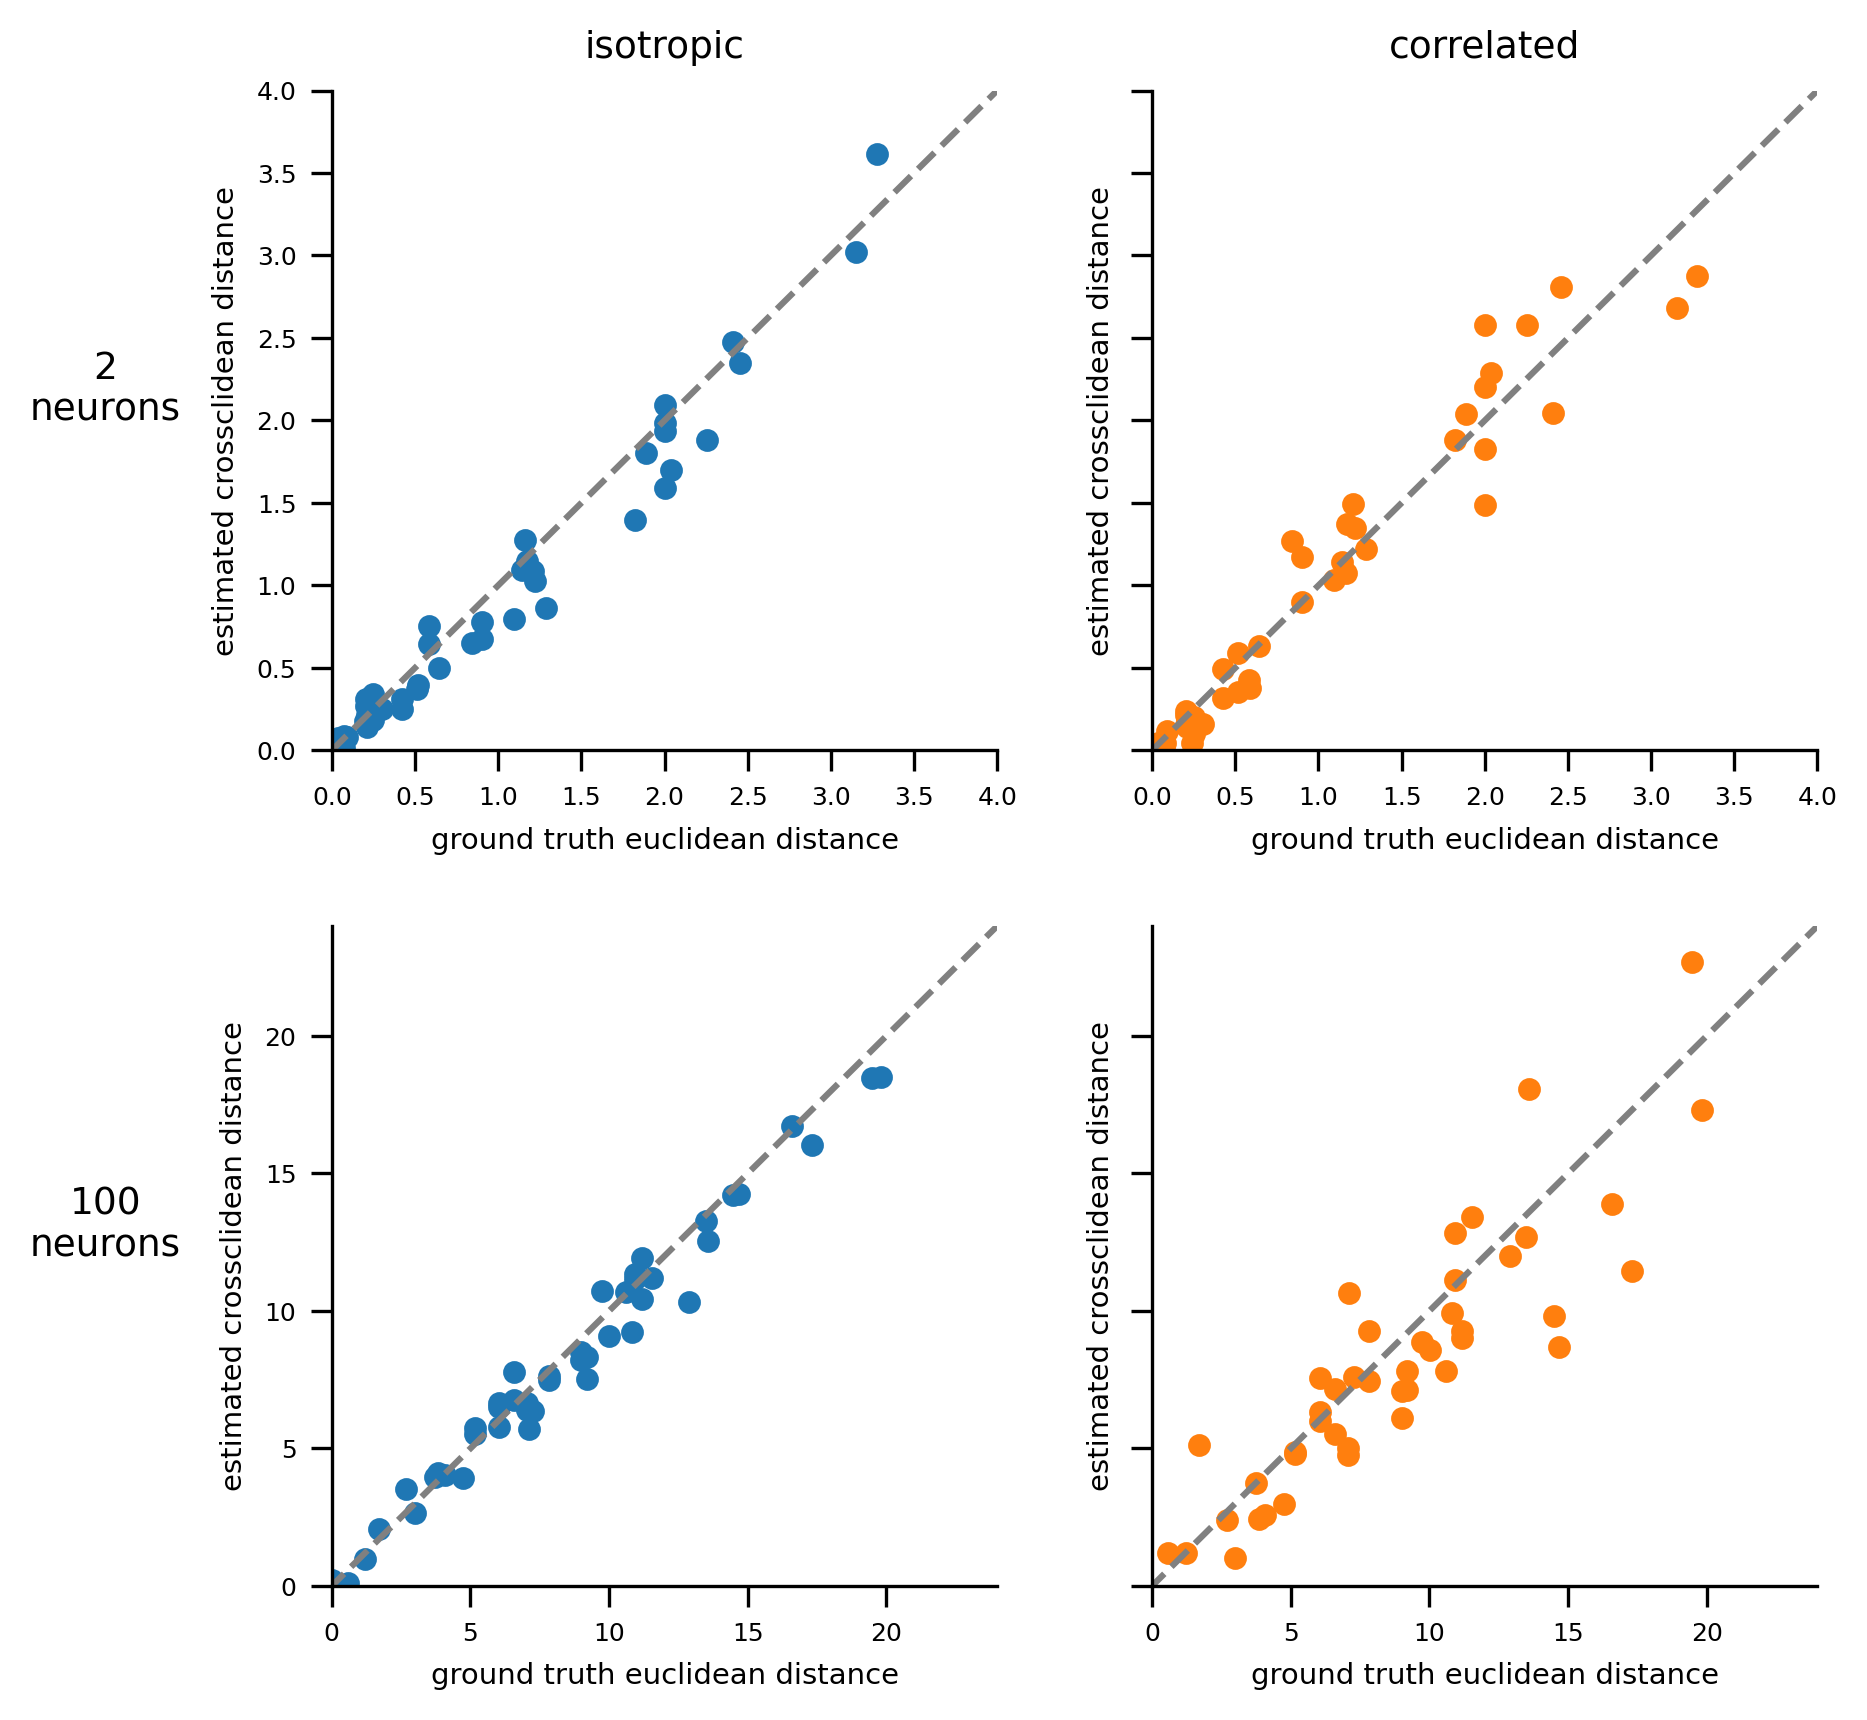 isotropic
correlated
2
neurons
estimated crossclidean distance
4.0
3.5
3.0
2.5
2.0
1.5
1.0
0.5
0.0
0.0 0.5 1.0 1.5 2.0 2.5 3.0 3.5 4.0
ground truth euclidean distance
estimated crossclidean distance
0.0 0.5 1.0 1.5 2.0 2.5 3.0 3.5 4.0
ground truth euclidean distance
100
neurons
estimated crossclidean distance
20
15
10
5
0
0 5 10 15 20
ground truth euclidean distance
estimated crossclidean distance
0 5 10 15 20
ground truth euclidean distance